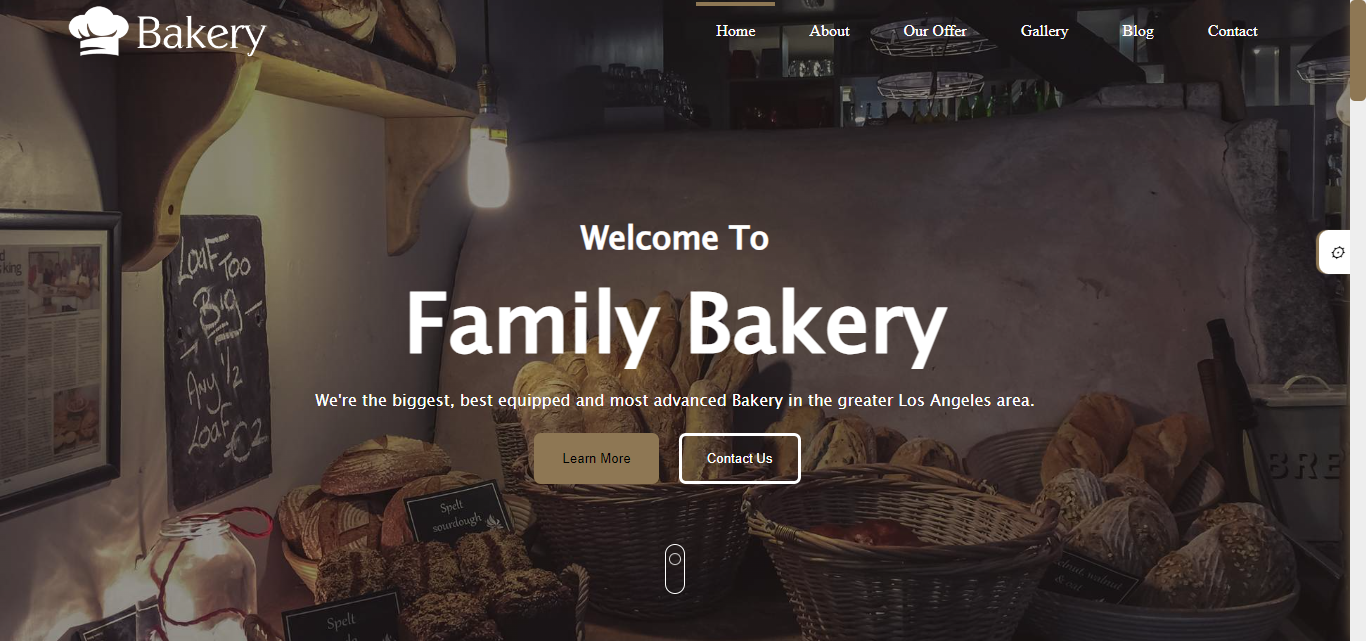 Bakery
Home About Our Offer Gallery Blog Contact
Welcome To
Family Bakery
We're the biggest, best equipped and most advanced Bakery in the greater Los Angeles area.
Learn More Contact Us
LOAF TOO
BIG
ANY 1/2
LOAF €2
king
Spelt
sourdough
Spelt
walnut
BRE